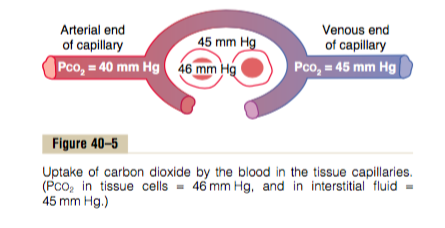 Arterial end
of capillary
45 mm Hg
Venous end
of capillary
Pco₂ = 40 mm Hg
46 mm Hg
Pco₂ = 45 mm Hg
Figure 40–5
Uptake of carbon dioxide by the blood in the tissue capillaries.
(PCO₂ in tissue cells = 46 mm Hg, and in interstitial fluid =
45 mm Hg.)